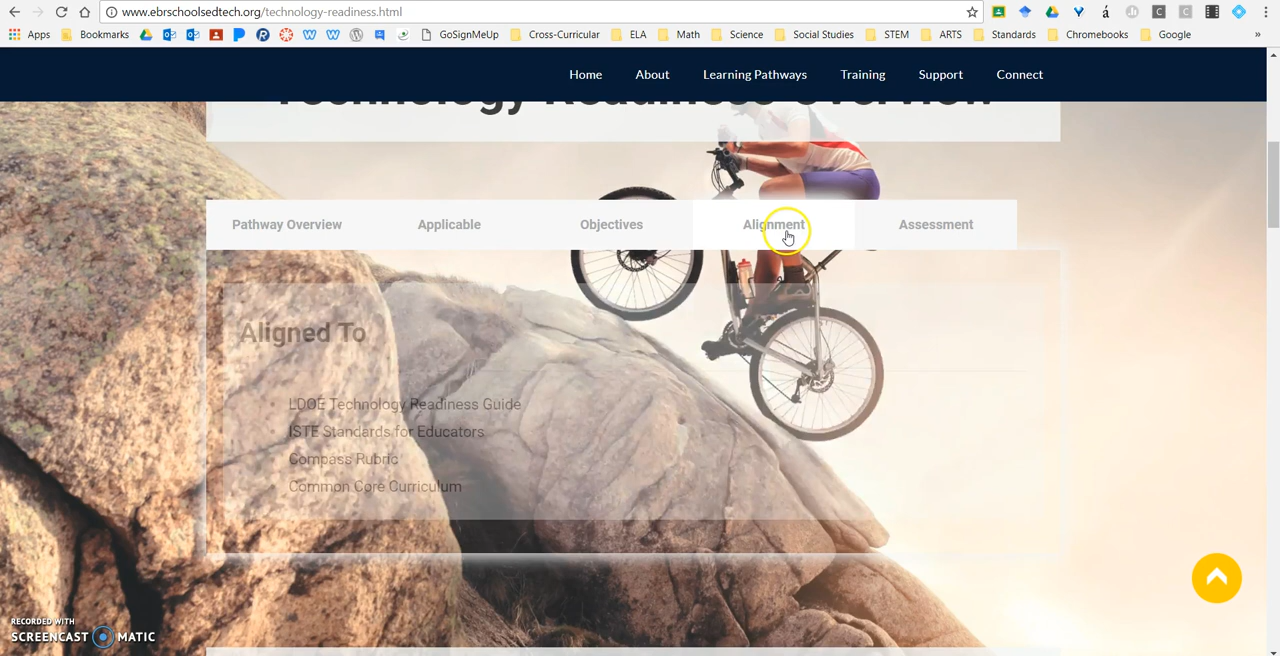 www.ebrschoolsedtech.org/technology-readiness.html
Apps Bookmarks GoSignMeUp Cross-Curricular ELA Math Science Social Studies STEM ARTS Standards Chromebooks Google »
Home About Learning Pathways Training Support Connect
Technology Readiness Overview
Pathway Overview Applicable Objectives Alignment Assessment
Aligned To
LDOE Technology Readiness Guide
ISTE Standards for Educators
Compass Rubric
Common Core Curriculum
RECORDED WITH
SCREENCAST MATIC